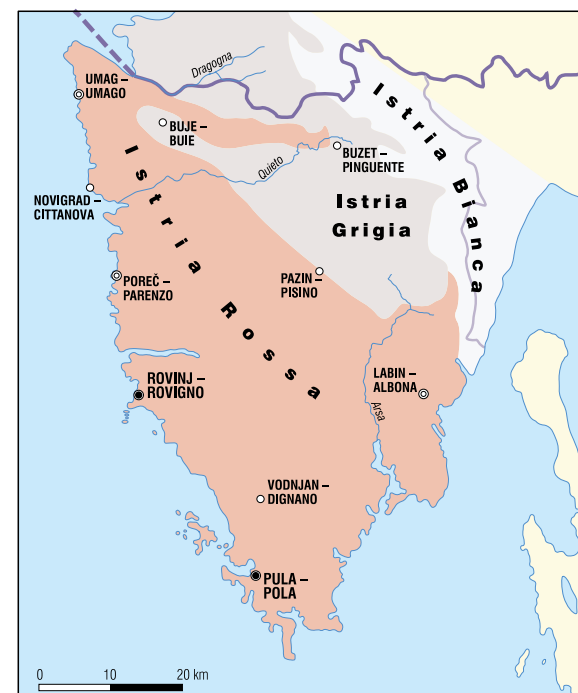 Dragogna
UMAG –
UMAGO
BUJE –
BUIE
BUZET –
PINGUENTE
Istria Bianca
Quieto
NOVIGRAD –
CITTANOVA
Istria
Grigia
Istria Rossa
POREČ –
PARENZO
PAZIN –
PISINO
ROVINJ –
ROVIGNO
LABIN –
ALBONA
Arsa
VODNJAN –
DIGNANO
PULA –
POLA
0 10 20 km